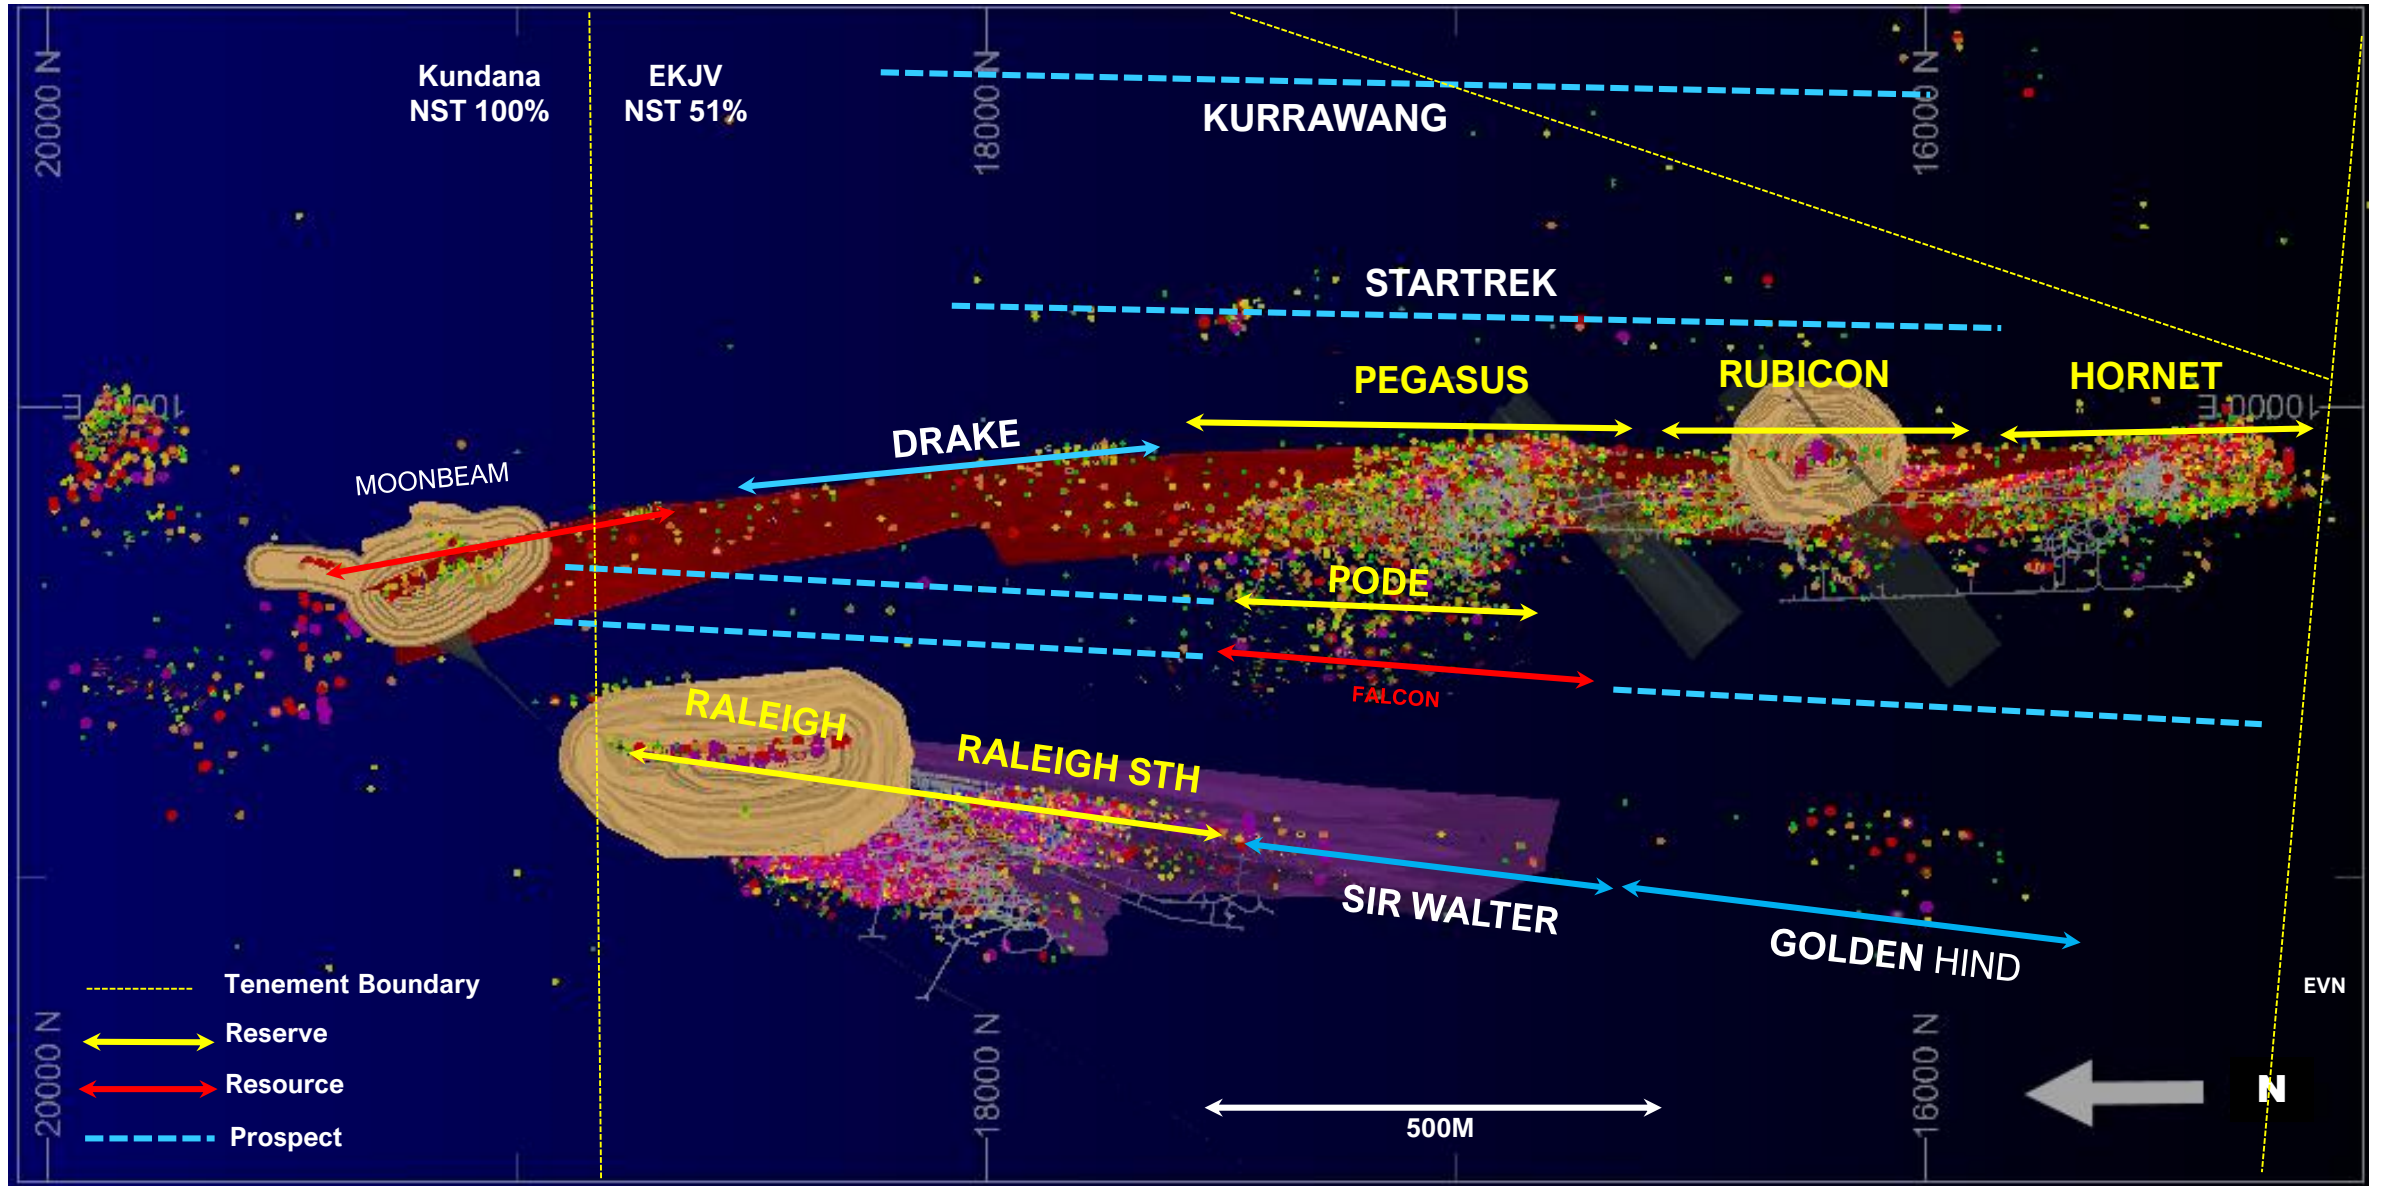 20000 N
18000 N
16000 N
Kundana
NST 100%
EKJV
NST 51%
KURRAWANG
STARTREK
PEGASUS
RUBICON
HORNET
10000 E
10000 E
DRAKE
MOONBEAM
PODE
FALCON
RALEIGH
RALEIGH STH
SIR WALTER
GOLDEN HIND
EVN
Tenement Boundary
Reserve
Resource
Prospect
20000 N
18000 N
16000 N
500M
N